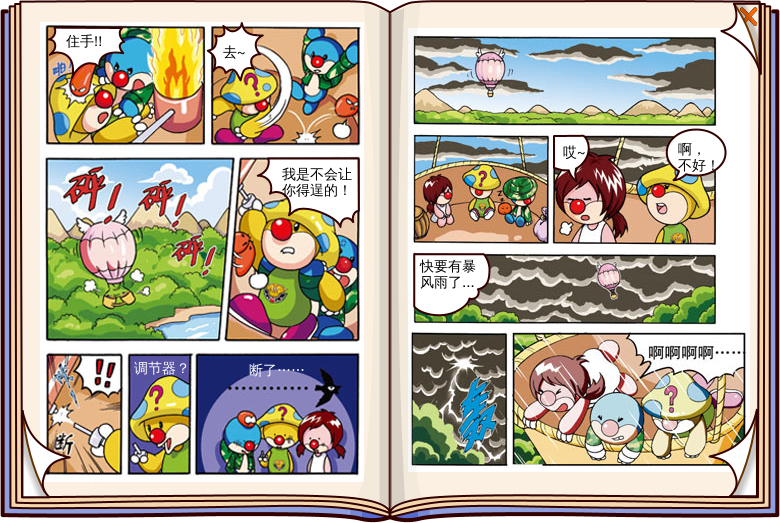 住手!!
啪
去~
?
砰！
砰！
砰！
我是不会让
你得逞的！
!!
断
调节器？
?
断了……
?
哎~
啊，
不好！
?
快要有暴
风雨了…
啊啊啊啊……
?